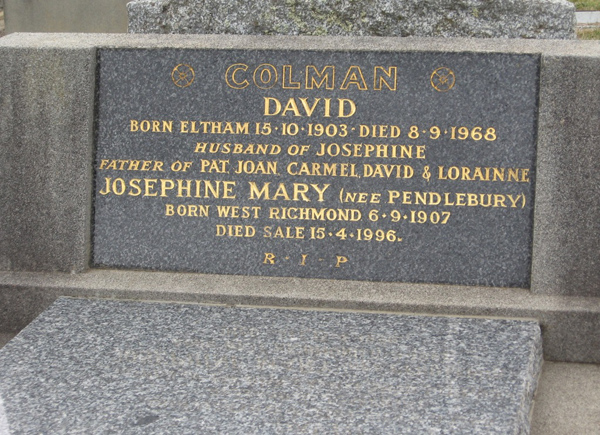 COLMAN
DAVID
BORN ELTHAM 15·10·1903·DIED 8·9·1968
HUSBAND OF JOSEPHINE
FATHER OF PAT, JOAN, CARMEL, DAVID & LORAINNE
JOSEPHINE MARY (NEE PENDLEBURY)
BORN WEST RICHMOND 6·9·1907
DIED SALE 15·4·1996.
R·I·P